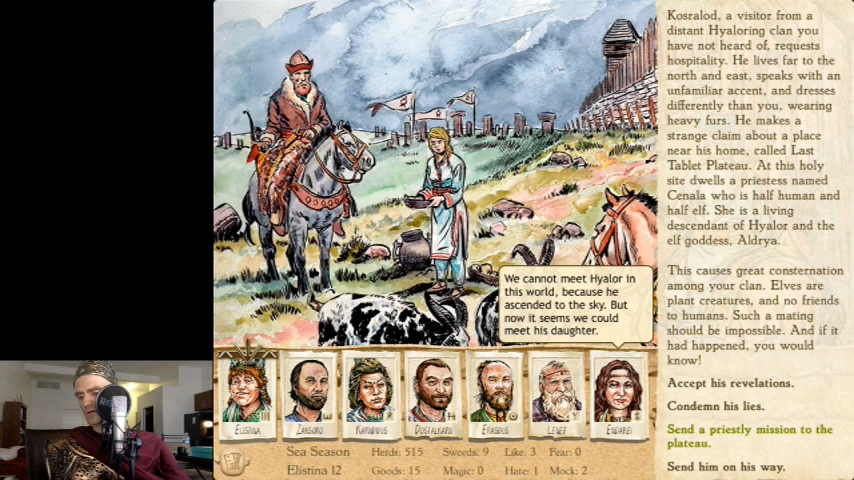 Kosralod, a visitor from a
distant Hyaloring clan you
have not heard of, requests
hospitality. He lives far to the
north and east, speaks with an
unfamiliar accent, and dresses
differently than you, wearing
heavy furs. He makes a
strange claim about a place
near his home, called Last
Tablet Plateau. At this holy
site dwells a priestess named
Cenala who is half human and
half elf. She is a living
descendant of Hyalor and the
elf goddess, Aldrya.
This causes great consternation
among your clan. Elves are
plant creatures, and no friends
to humans. Such a mating
should be impossible. And if it
had happened, you would
know!
Accept his revelations.
Condemn his lies.
Send a priestly mission to the
plateau.
Send him on his way.
We cannot meet Hyalor in
this world, because he
ascended to the sky. But
now it seems we could
meet his daughter.
Elistina
Zarsoro
Dostalkarn
Erasdus
Lenef
Endarei
Sea Season
Elistina 12
Herds: 515
Goods: 15
Swords: 9
Magic: 0
Like: 3
Hate: 1
Fear: 0
Mock: 2